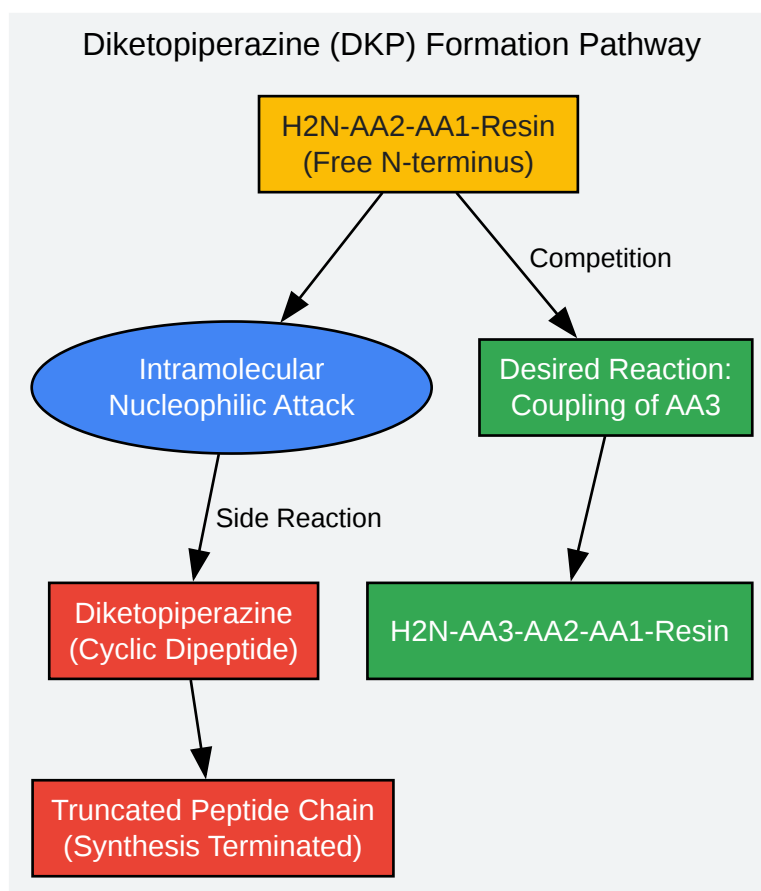 Diketopiperazine (DKP) Formation Pathway
H2N-AA2-AA1-Resin
(Free N-terminus)
Competition
Intramolecular
Nucleophilic Attack
Desired Reaction:
Coupling of AA3
Side Reaction
Diketopiperazine
(Cyclic Dipeptide)
H2N-AA3-AA2-AA1-Resin
Truncated Peptide Chain
(Synthesis Terminated)